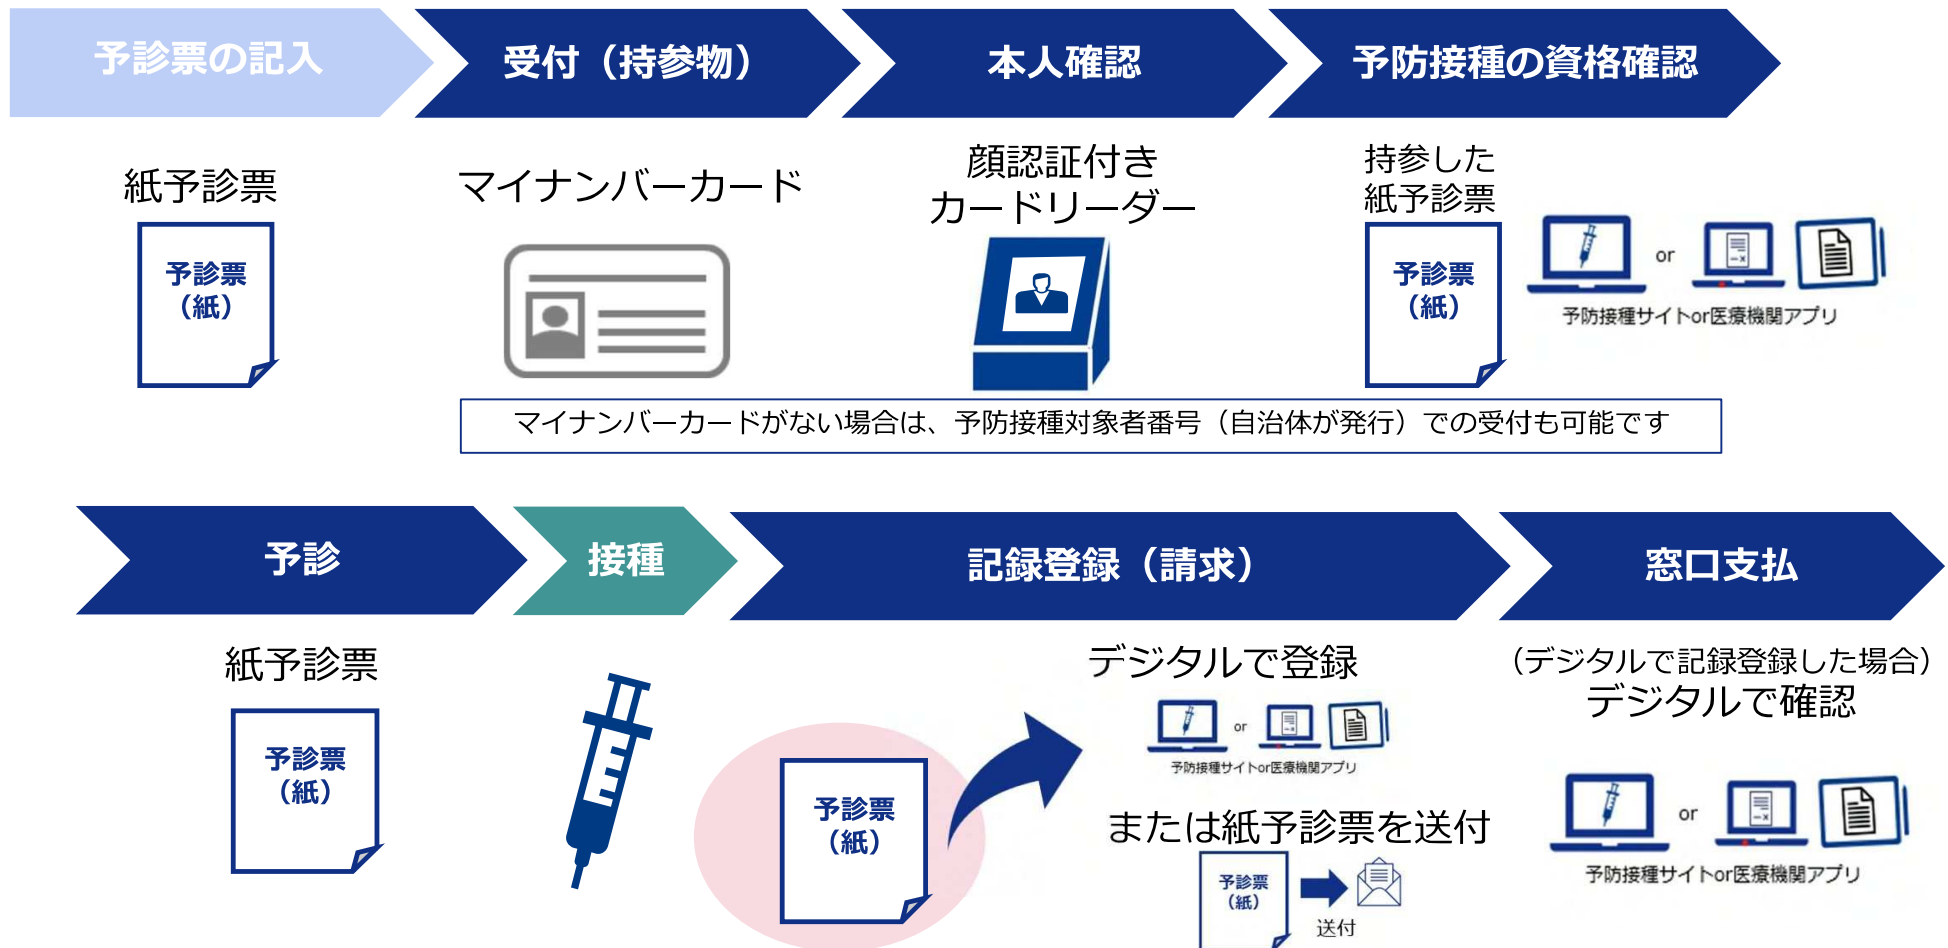 予診票の記入
受付（持参物）
本人確認
予防接種の資格確認
紙予診票
予診票
（紙）
マイナンバーカード
顔認証付き
カードリーダー
持参した
紙予診票
予診票
（紙）
or
予防接種サイトor医療機関アプリ
マイナンバーカードがない場合は、予防接種対象者番号（自治体が発行）での受付も可能です
予診
接種
記録登録（請求）
窓口支払
紙予診票
予診票
（紙）
予診票
（紙）
デジタルで登録
or
予防接種サイトor医療機関アプリ
または紙予診票を送付
予診票
（紙）
送付
（デジタルで記録登録した場合）
デジタルで確認
or
予防接種サイトor医療機関アプリ